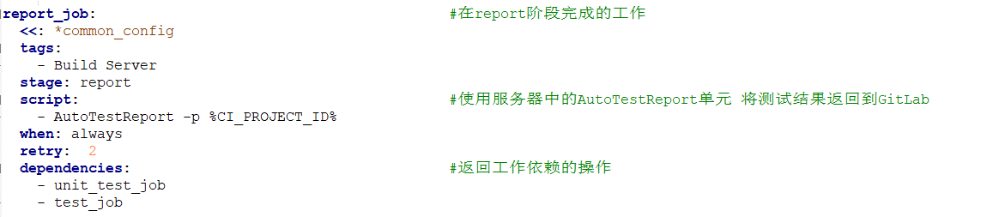 report_job: #在report阶段完成的工作
<<: *common_config
tags:
- Build Server
stage: report
script: #使用服务器中的AutoTestReport单元 将测试结果返回到GitLab
- AutoTestReport -p %CI_PROJECT_ID%
when: always
retry: 2
dependencies: #返回工作依赖的操作
- unit_test_job
- test_job